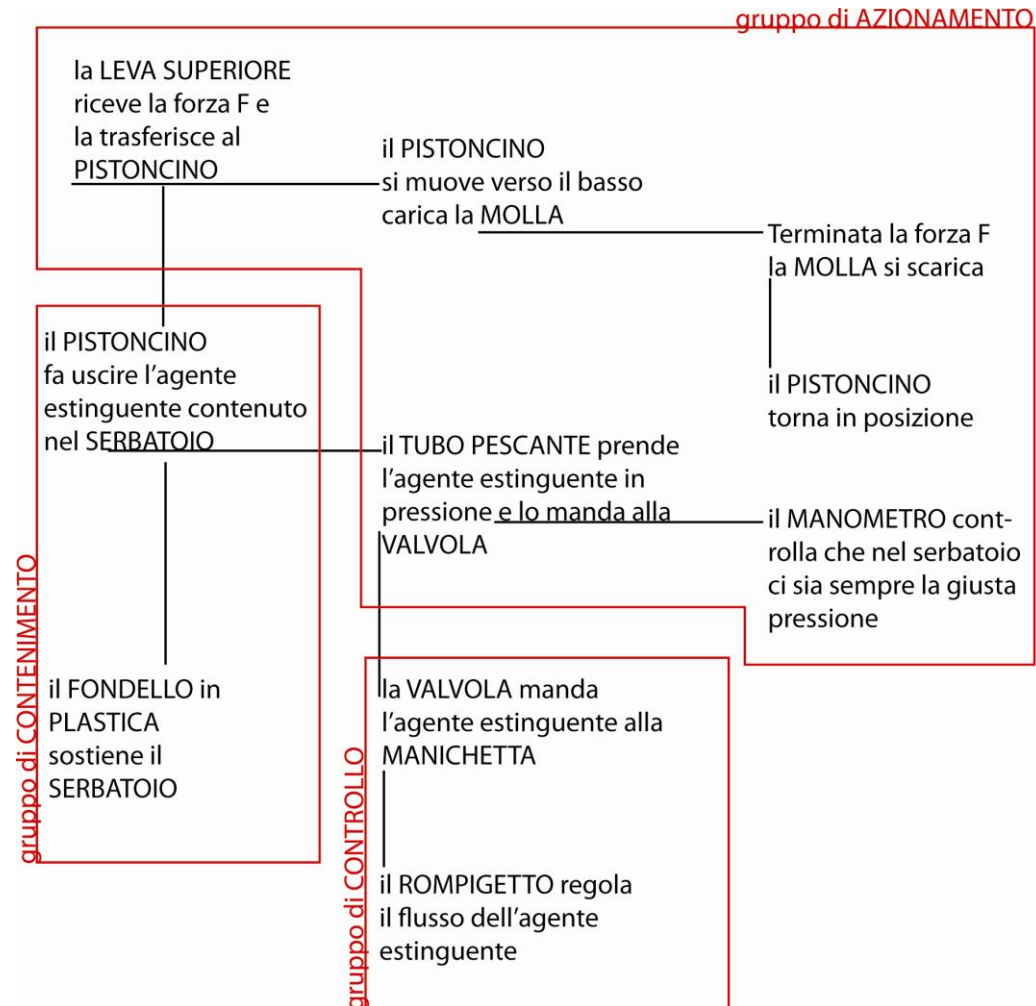 gruppo di AZIONAMENTO
la LEVA SUPERIORE
riceve la forza F e
la trasferisce al
PISTONCINO
il PISTONCINO
si muove verso il basso
carica la MOLLA
Terminata la forza F
la MOLLA si scarica
il PISTONCINO
torna in posizione
il PISTONCINO
fa uscire l'agente
estinguente contenuto
nel SERBATOIO
il TUBO PESCANTE prende
l'agente estinguente in
pressione e lo manda alla
VALVOLA
il MANOMETRO cont-
rolla che nel serbatoio
ci sia sempre la giusta
pressione
gruppo di CONTENIMENTO
il FONDELLO in
PLASTICA
sostiene il
SERBATOIO
gruppo di CONTROLLO
la VALVOLA manda
l'agente estinguente alla
MANICHETTA
il ROMPIGETTO regola
il flusso dell'agente
estinguente